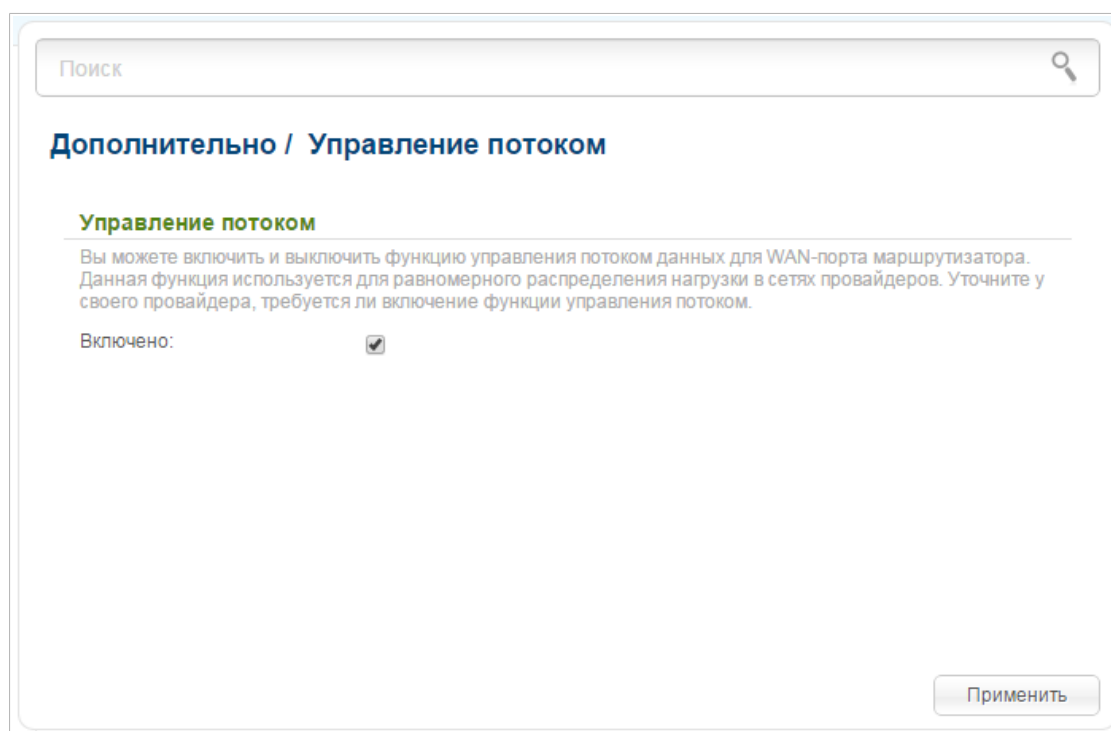 Поиск
Дополнительно / Управление потоком
Управление потоком
Вы можете включить и выключить функцию управления потоком данных для WAN-порта маршрутизатора.
Данная функция используется для равномерного распределения нагрузки в сетях провайдеров. Уточните у
своего провайдера, требуется ли включение функции управления потоком.
Включено:
Применить